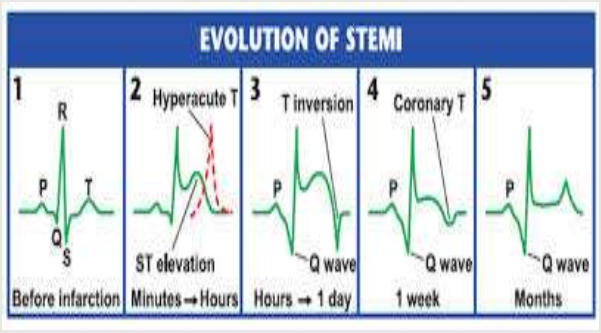 EVOLUTION OF STEMI
1
R
P
T
Q
S
Before infarction
2
Hyperacute T
ST elevation
Minutes → Hours
3
T inversion
P
Q wave
Hours → 1 day
4
Coronary T
P
Q wave
1 week
5
P
Q wave
Months